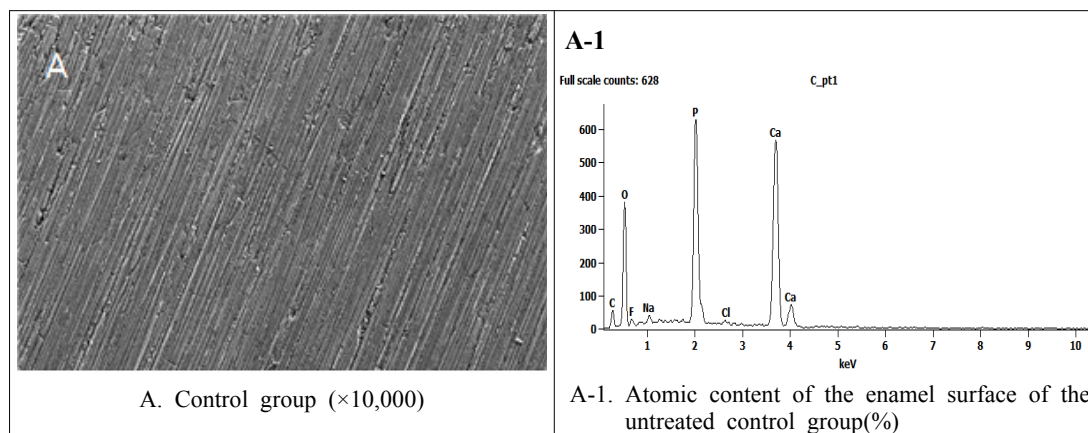 A
A. Control group (×10,000)
A-1
Full scale counts: 628
C_pt1
600
500
400
300
200
100
0
P
Ca
O
C
F
Na
Cl
Ca
1 2 3 4 5 6 7 8 9 10
keV
A-1. Atomic content of the enamel surface of the
untreated control group(%)